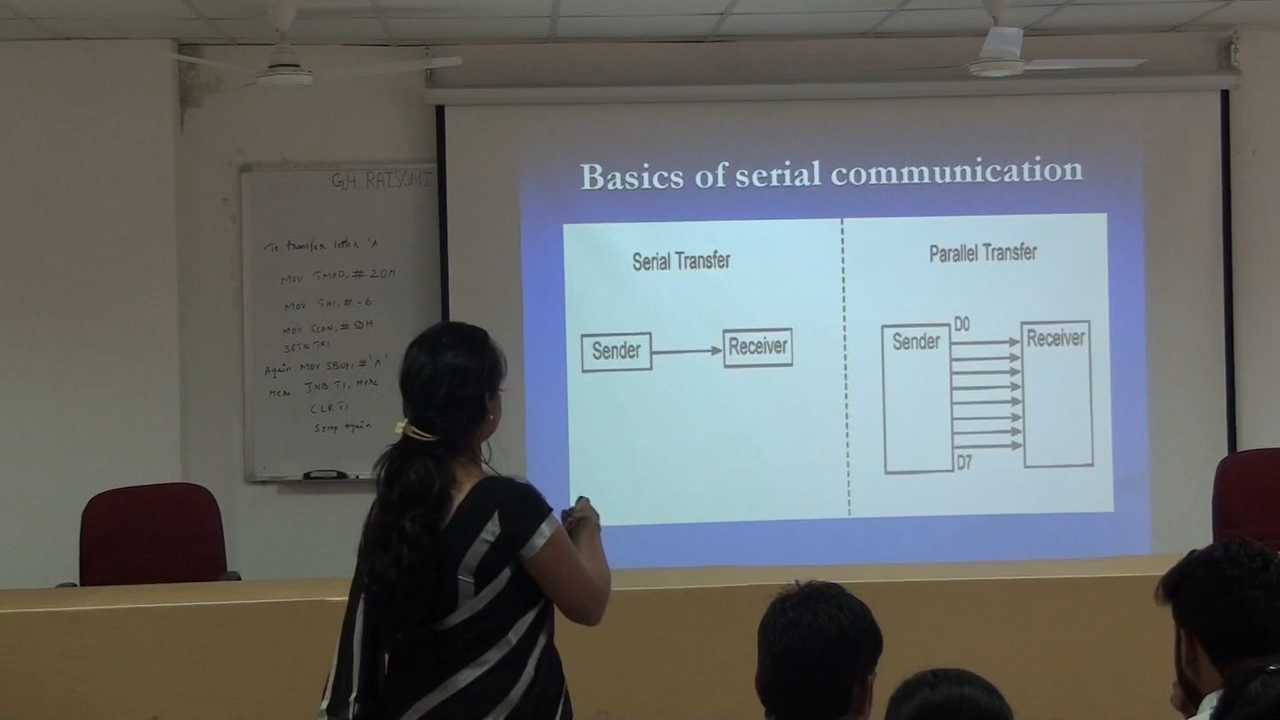 G.H RAISONI
To transfer letter 'A
MOV TMOD, # 20H
MOV TH1, # -6
MOV SCON, # 50H
SETB TR1
Again MOV SBUF, # 'A'
Here JNB TI, Here
CLR TI
SJMP Again
Basics of serial communication
Serial Transfer
Sender
Receiver
Parallel Transfer
D0
Sender
Receiver
D7